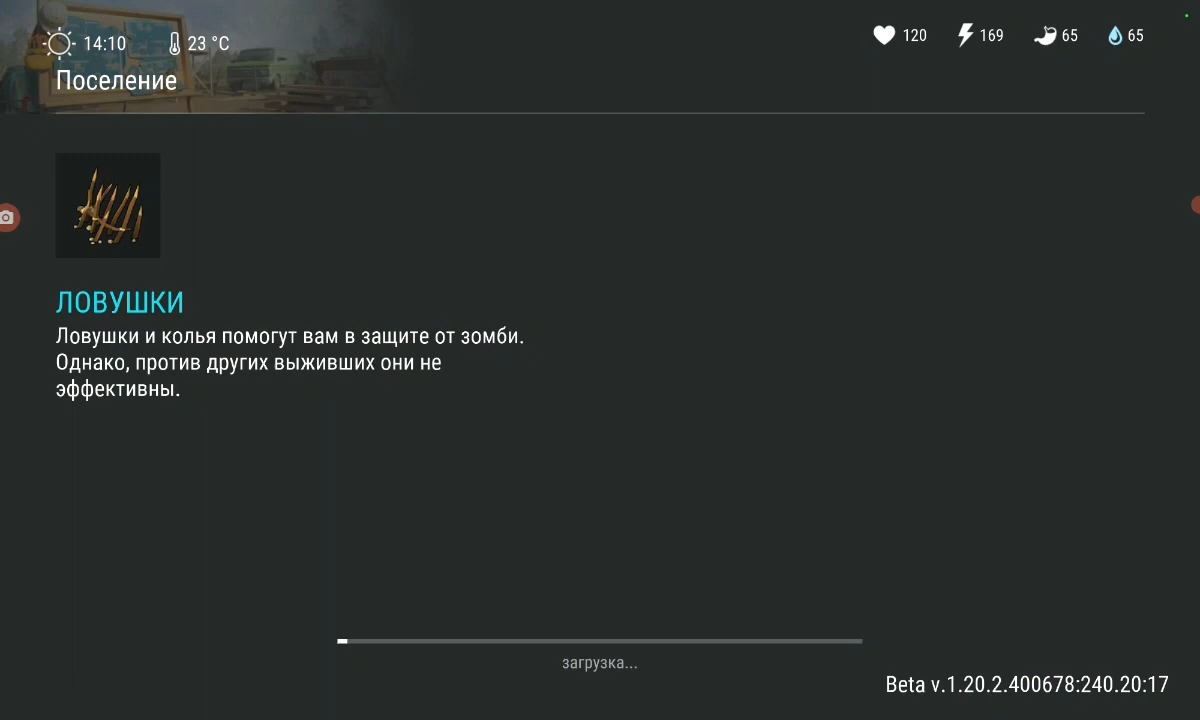 14:10
23 °C
120
169
65
65
Поселение
ЛОВУШКИ
Ловушки и колья помогут вам в защите от зомби.
Однако, против других выживших они не
эффективны.
загрузка...
Beta v.1.20.2.400678:240.20:17